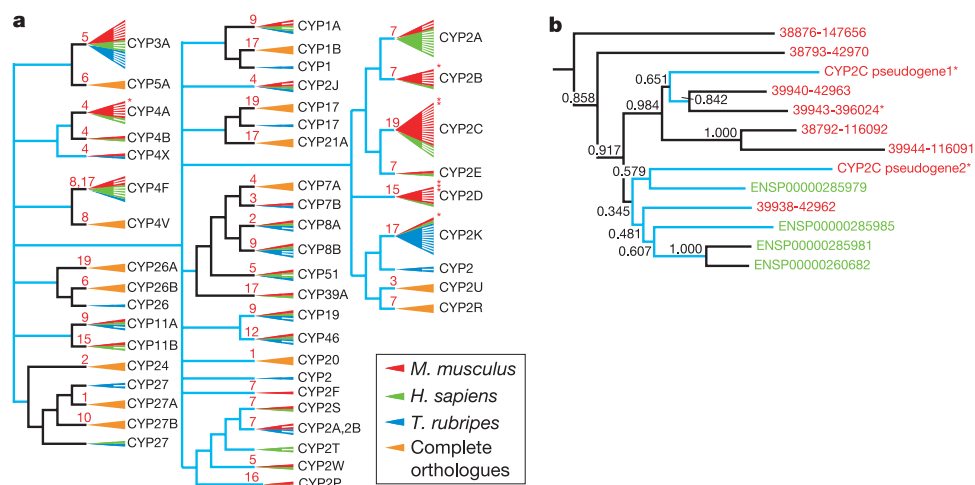 a
5 CYP3A
6 CYP5A
* 4 CYP4A
4 CYP4B
4 CYP4X
8,17 CYP4F
8 CYP4V
19 CYP26A
6 CYP26B
CYP26
9 CYP11A
15 CYP11B
2 CYP24
CYP27
1 CYP27A
10 CYP27B
CYP27
9 CYP1A
17 CYP1B
CYP1
4 CYP2J
19 CYP17
CYP17
17 CYP21A
4 CYP7A
3 CYP7B
2 CYP8A
9 CYP8B
5 CYP51
17 CYP39A
9 CYP19
12 CYP46
1 CYP20
CYP2
7 CYP2F
7 CYP2S
7 CYP2A,2B
CYP2T
5 CYP2W
16 CYP2P
7 CYP2A
7 * CYP2B
19 ** CYP2C
7 CYP2E
15 *** CYP2D
17 * CYP2K
CYP2
3 CYP2U
7 CYP2R
M. musculus
H. sapiens
T. rubripes
Complete
orthologues
b
38876-147656
38793-42970
0.858
0.651 CYP2C pseudogene1*
0.984
39940-42963
0.842
39943-396024*
1.000 38792-116092
39944-116091
0.917
0.579 CYP2C pseudogene2*
ENSP00000285979
0.345
39938-42962
0.481
ENSP00000285985
0.607
1.000 ENSP00000285981
ENSP00000260682